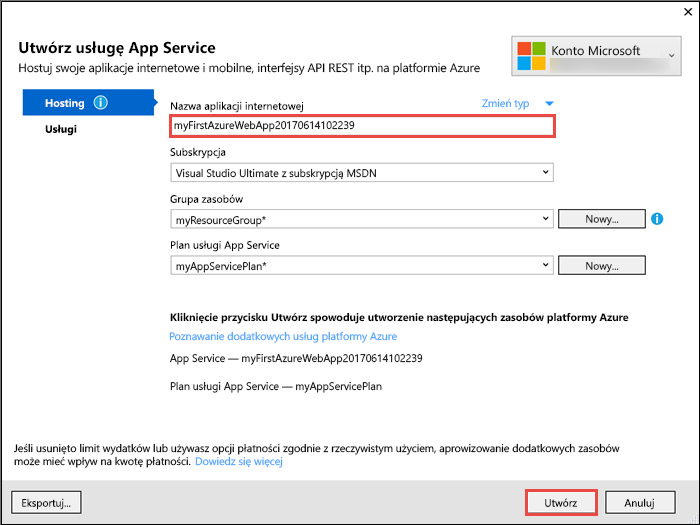 Utwórz usługę App Service
Hostuj swoje aplikacje internetowe i mobilne, interfejsy API REST itp. na platformie Azure
Konto Microsoft
Hosting
Usługi
Nazwa aplikacji internetowej
Zmień typ
myFirstAzureWebApp20170614102239
Subskrypcja
Visual Studio Ultimate z subskrypcją MSDN
Grupa zasobów
myResourceGroup*
Nowy...
Plan usługi App Service
myAppServicePlan*
Nowy...
Kliknięcie przycisku Utwórz spowoduje utworzenie następujących zasobów platformy Azure
Poznawanie dodatkowych usług platformy Azure
App Service — myFirstAzureWebApp20170614102239
Plan usługi App Service — myAppServicePlan
Jeśli usunięto limit wydatków lub używasz opcji płatności zgodnie z rzeczywistym użyciem, aprowizowanie dodatkowych zasobów
może mieć wpływ na kwotę płatności. Dowiedz się więcej
Eksportuj...
Utwórz
Anuluj